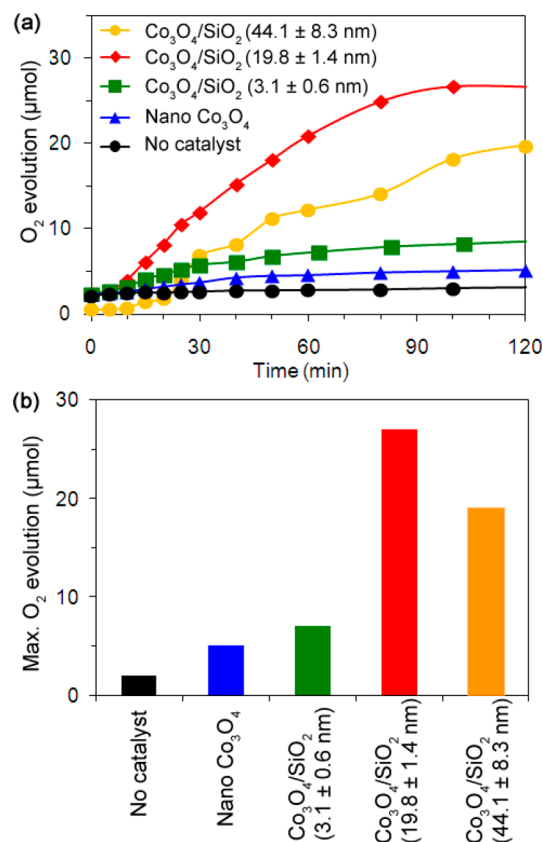 (a)
Co₃O₄/SiO₂ (44.1 ± 8.3 nm)
Co₃O₄/SiO₂ (19.8 ± 1.4 nm)
Co₃O₄/SiO₂ (3.1 ± 0.6 nm)
Nano Co₃O₄
No catalyst
O₂ evolution (μmol)
30
20
10
0
0 30 60 90 120
Time (min)
(b)
Max. O₂ evolution (μmol)
30
20
10
0
No catalyst
Nano Co₃O₄
Co₃O₄/SiO₂
(3.1 ± 0.6 nm)
Co₃O₄/SiO₂
(19.8 ± 1.4 nm)
Co₃O₄/SiO₂
(44.1 ± 8.3 nm)